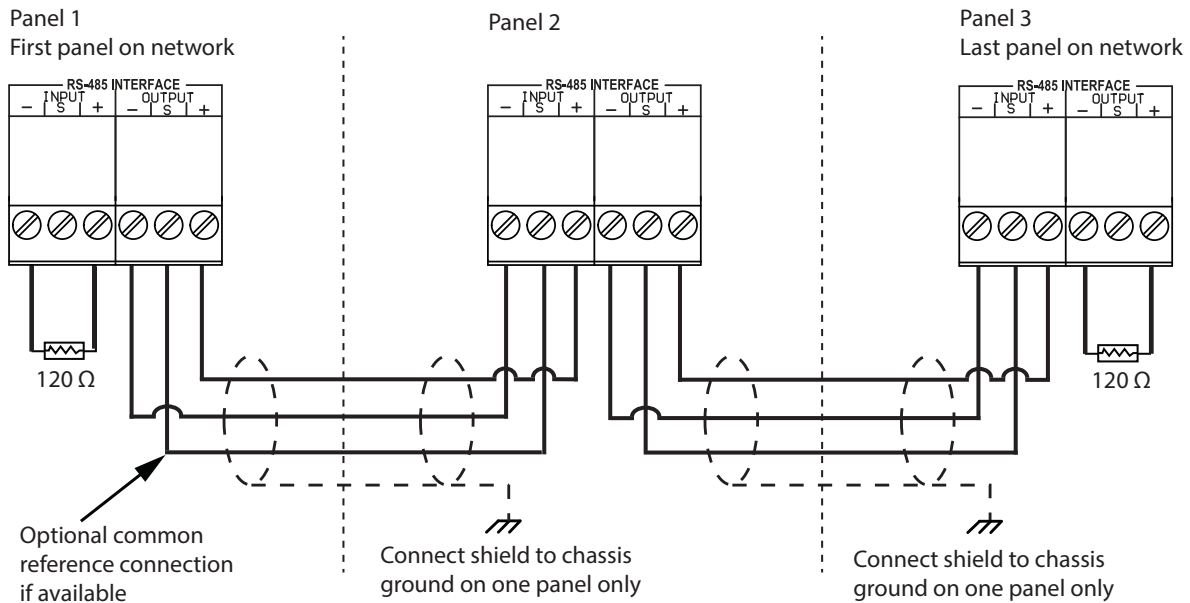 Panel 1
First panel on network
Panel 2
Panel 3
Last panel on network
RS-485 INTERFACE
INPUT
OUTPUT
− S + − S +
RS-485 INTERFACE
INPUT
OUTPUT
− S + − S +
RS-485 INTERFACE
INPUT
OUTPUT
− S + − S +
120 Ω
120 Ω
Optional common
reference connection
if available
Connect shield to chassis
ground on one panel only
Connect shield to chassis
ground on one panel only